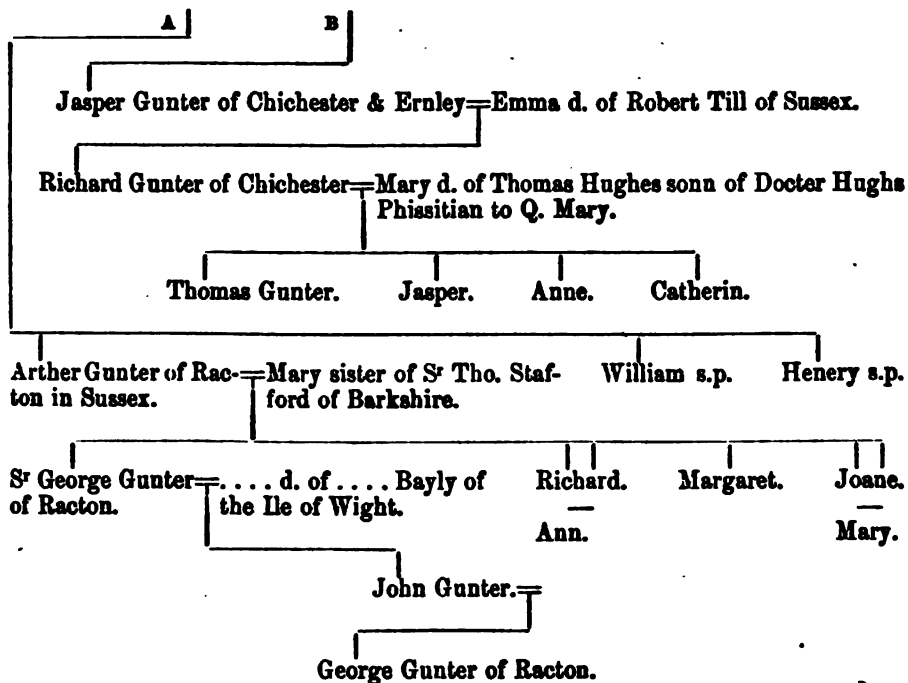 A B
Jasper Gunter of Chichester & Ernley=Emma d. of Robert Till of Sussex.
Richard Gunter of Chichester=Mary d. of Thomas Hughes sonn of Docter Hughs
Phissitian to Q. Mary.
Thomas Gunter. Jasper. Anne. Catherin.
Arther Gunter of Rac-=Mary sister of Sr Tho. Staf- William s.p. Henery s.p.
ton in Sussex. ford of Barkshire.
Sr George Gunter=.... d. of .... Bayly of Richard. Margaret. Joane.
of Racton. the Ile of Wight. — —
Ann. Mary.
John Gunter.=
George Gunter of Racton.